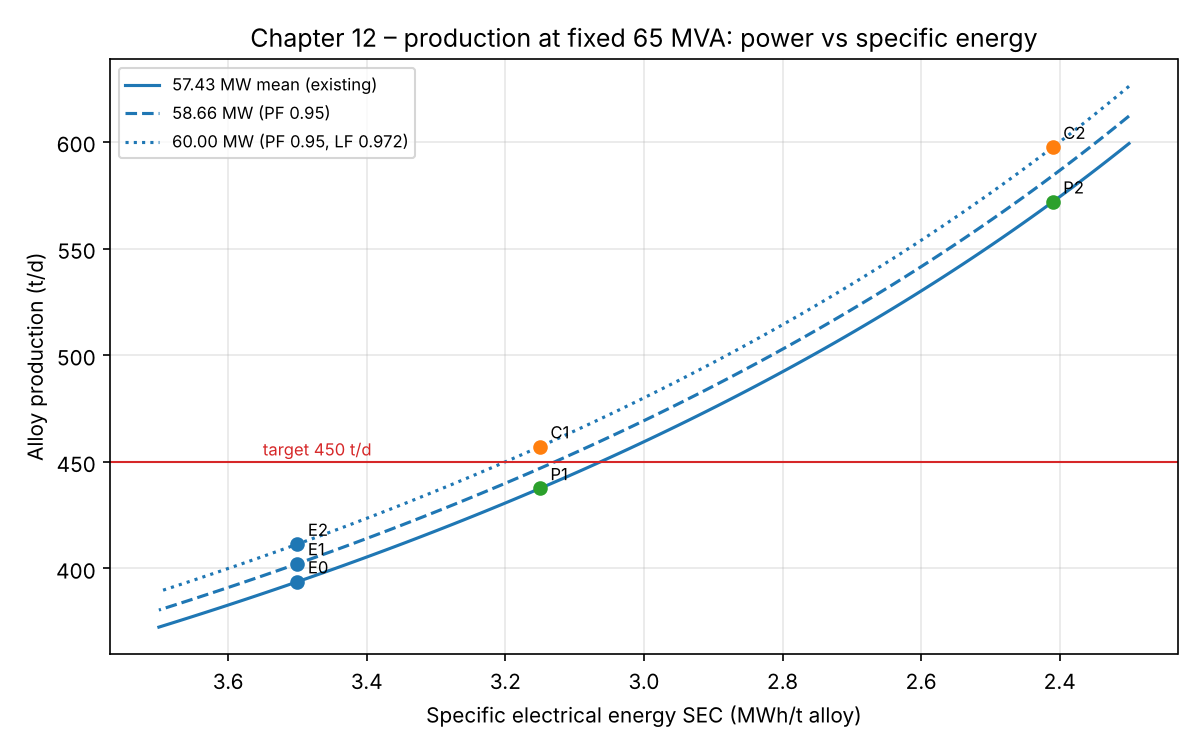 Chapter 12 – production at fixed 65 MVA: power vs specific energy
57.43 MW mean (existing)
58.66 MW (PF 0.95)
60.00 MW (PF 0.95, LF 0.972)
Alloy production (t/d)
600
550
500
450
400
C2
P2
target 450 t/d
C1
P1
E2
E1
E0
3.6 3.4 3.2 3.0 2.8 2.6 2.4
Specific electrical energy SEC (MWh/t alloy)